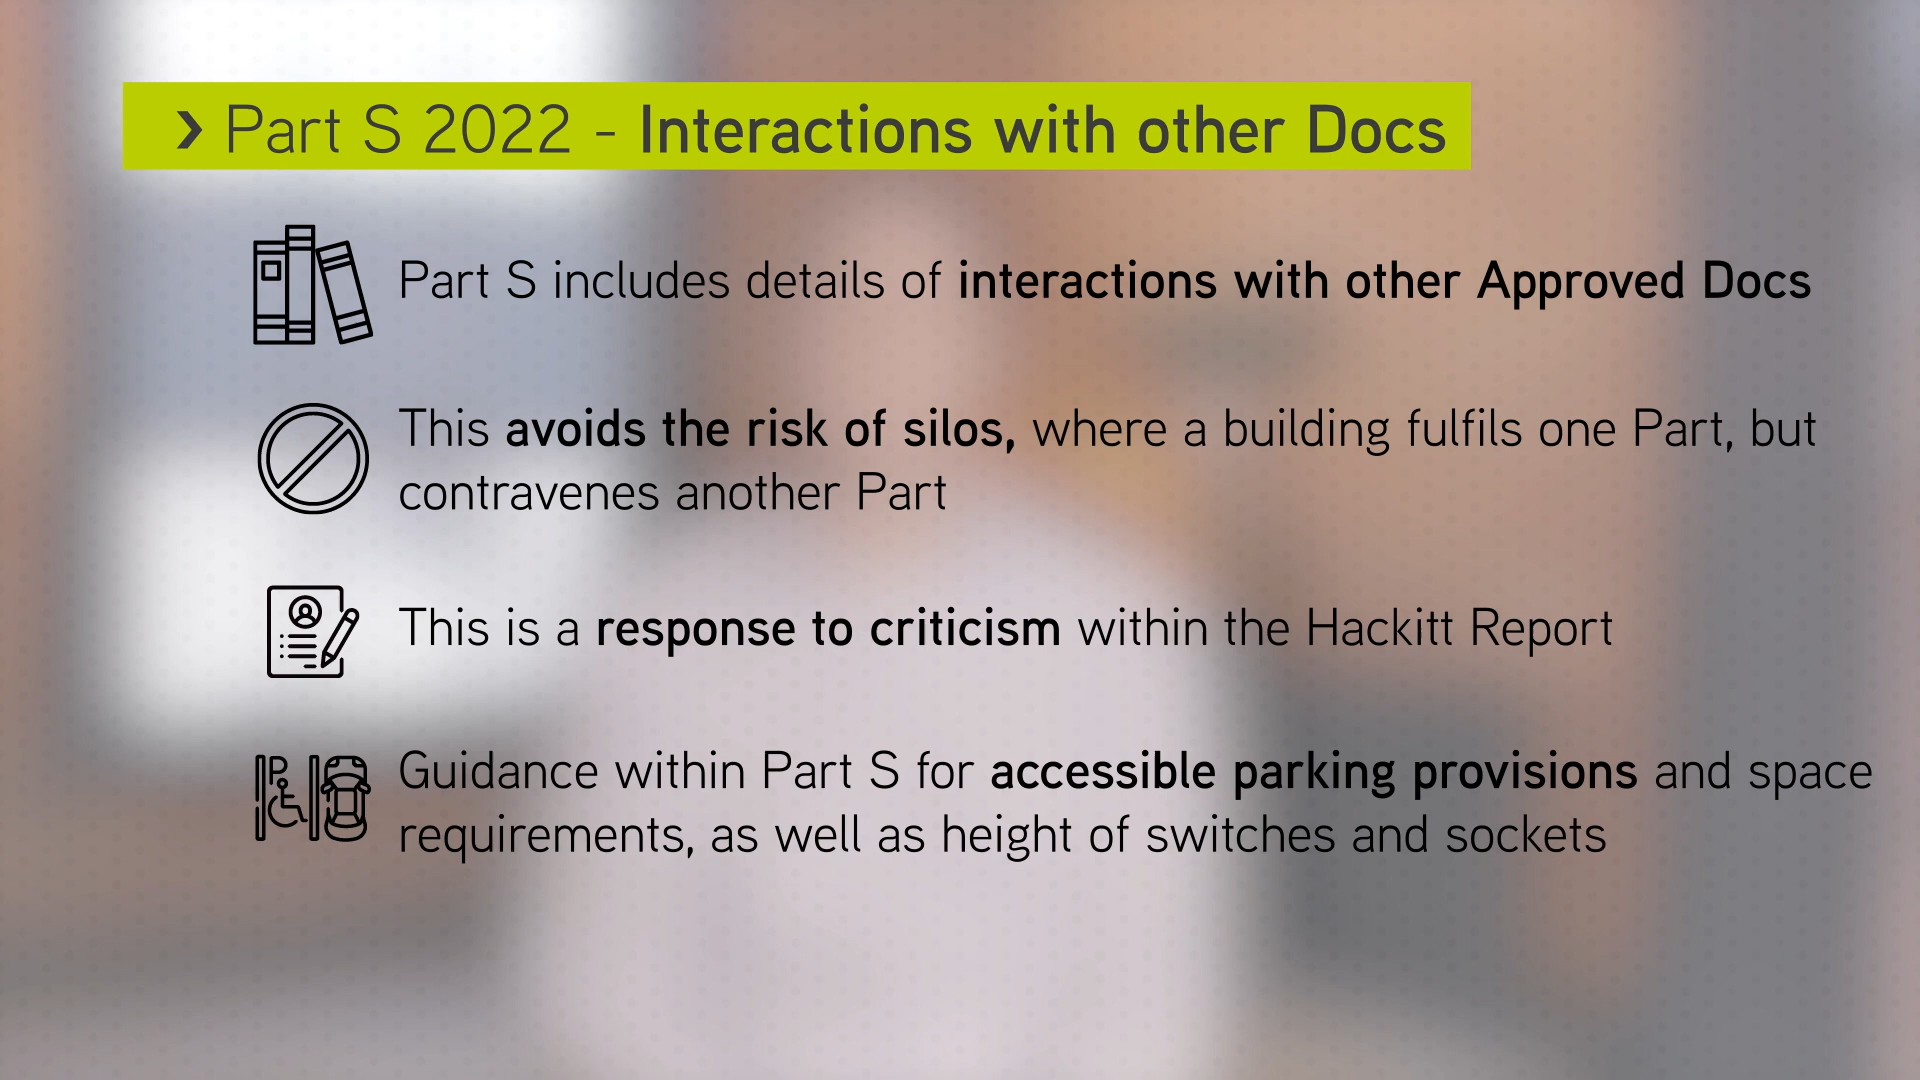 Part S 2022 - Interactions with other Docs
Part S includes details of interactions with other Approved Docs
This avoids the risk of silos, where a building fulfils one Part, but
contravenes another Part
This is a response to criticism within the Hackitt Report
P
Guidance within Part S for accessible parking provisions and space
requirements, as well as height of switches and sockets